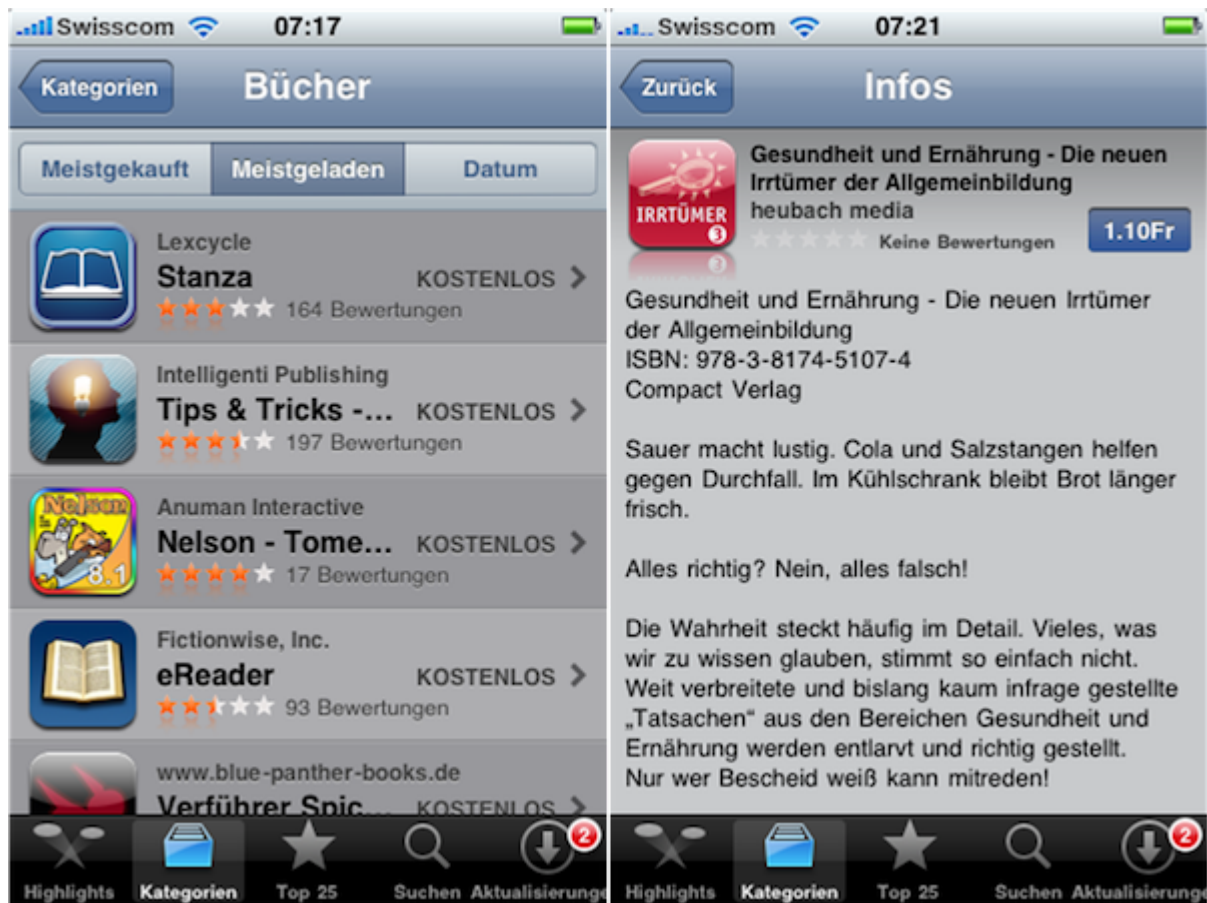 Swisscom 07:17
Kategorien Bücher
Meistgekauft Meistgeladen Datum
Lexcycle
Stanza KOSTENLOS
164 Bewertungen
Intelligenti Publishing
Tips & Tricks -... KOSTENLOS
197 Bewertungen
Nelson
8.1
Anuman Interactive
Nelson - Tome... KOSTENLOS
17 Bewertungen
Fictionwise, Inc.
eReader KOSTENLOS
93 Bewertungen
www.blue-panther-books.de
Verführer Spic... KOSTENLOS
2
Highlights Kategorien Top 25 Suchen Aktualisierunge
Swisscom 07:21
Zurück Infos
IRRTÜMER
3
Gesundheit und Ernährung - Die neuen
Irrtümer der Allgemeinbildung
heubach media
Keine Bewertungen 1.10Fr
Gesundheit und Ernährung - Die neuen Irrtümer
der Allgemeinbildung
ISBN: 978-3-8174-5107-4
Compact Verlag
Sauer macht lustig. Cola und Salzstangen helfen
gegen Durchfall. Im Kühlschrank bleibt Brot länger
frisch.
Alles richtig? Nein, alles falsch!
Die Wahrheit steckt häufig im Detail. Vieles, was
wir zu wissen glauben, stimmt so einfach nicht.
Weit verbreitete und bislang kaum infrage gestellte
„Tatsachen“ aus den Bereichen Gesundheit und
Ernährung werden entlarvt und richtig gestellt.
Nur wer Bescheid weiß kann mitreden!
2
Highlights Kategorien Top 25 Suchen Aktualisierunge